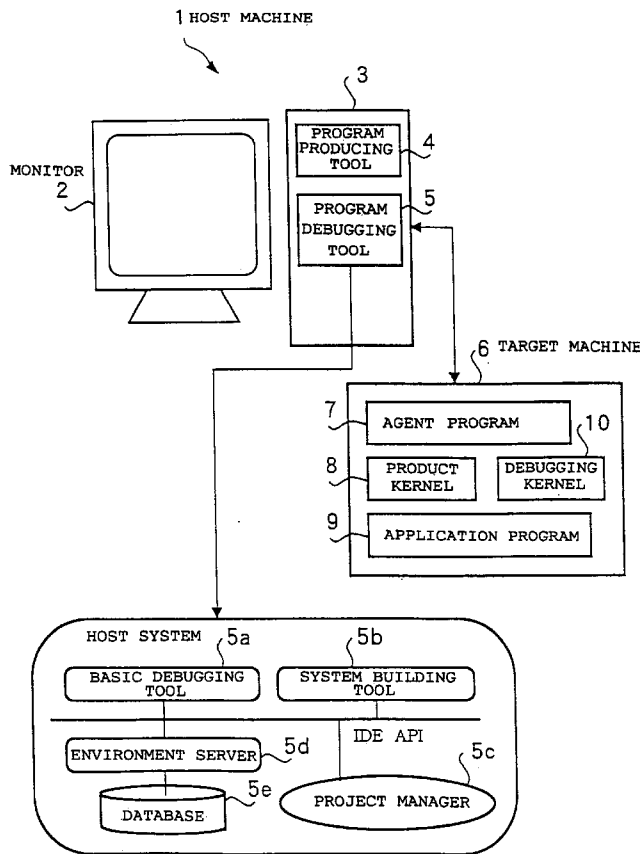 1 HOST MACHINE
3
PROGRAM
PRODUCING
TOOL
4
MONITOR
2
5
PROGRAM
DEBUGGING
TOOL
6 TARGET MACHINE
7
AGENT PROGRAM
10
8
PRODUCT
KERNEL
DEBUGGING
KERNEL
9
APPLICATION PROGRAM
HOST SYSTEM
5a
5b
BASIC DEBUGGING
TOOL
SYSTEM BUILDING
TOOL
IDE API
ENVIRONMENT SERVER
5d
5c
5e
DATABASE
PROJECT MANAGER